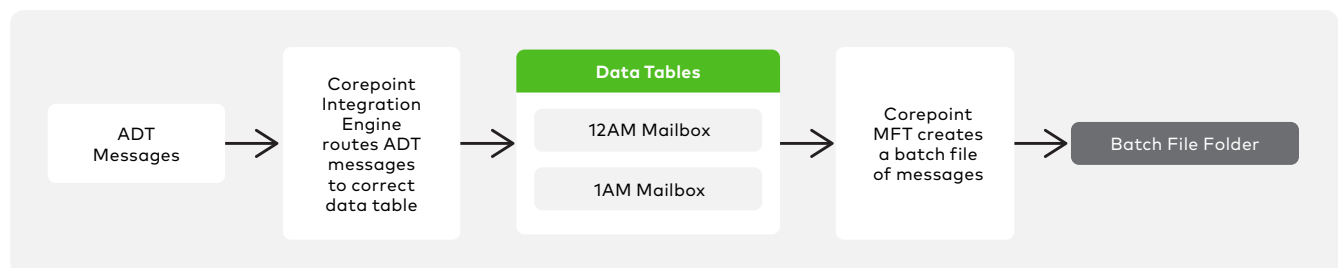 ADT
Messages
Corepoint
Integration
Engine
routes ADT
messages
to correct
data table
Data Tables
12AM Mailbox
1AM Mailbox
Corepoint
MFT creates
a batch file
of messages
Batch File Folder